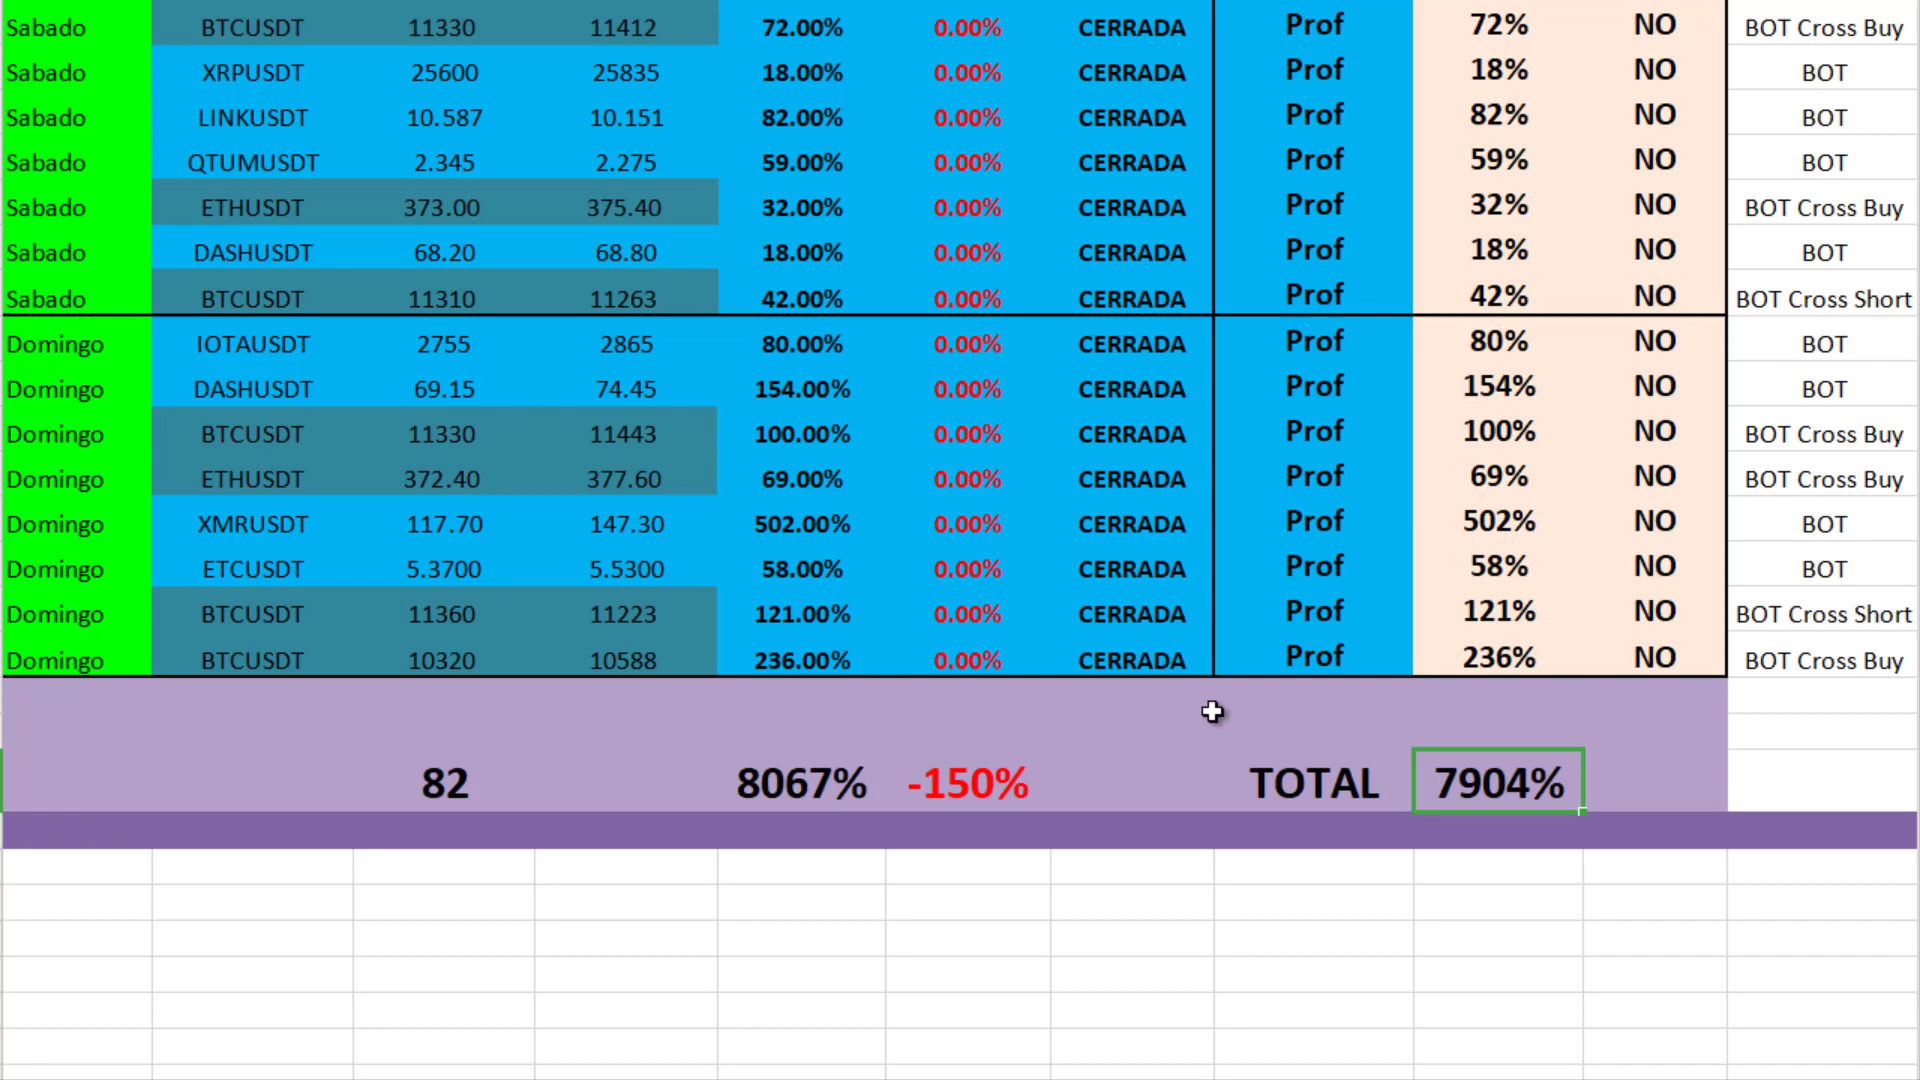 Sabado BTCUSDT 11330 11412 72.00% 0.00% CERRADA Prof 72% NO BOT Cross Buy
Sabado XRPUSDT 25600 25835 18.00% 0.00% CERRADA Prof 18% NO BOT
Sabado LINKUSDT 10.587 10.151 82.00% 0.00% CERRADA Prof 82% NO BOT
Sabado QTUMUSDT 2.345 2.275 59.00% 0.00% CERRADA Prof 59% NO BOT
Sabado ETHUSDT 373.00 375.40 32.00% 0.00% CERRADA Prof 32% NO BOT Cross Buy
Sabado DASHUSDT 68.20 68.80 18.00% 0.00% CERRADA Prof 18% NO BOT
Sabado BTCUSDT 11310 11263 42.00% 0.00% CERRADA Prof 42% NO BOT Cross Short
Domingo IOTAUSDT 2755 2865 80.00% 0.00% CERRADA Prof 80% NO BOT
Domingo DASHUSDT 69.15 74.45 154.00% 0.00% CERRADA Prof 154% NO BOT
Domingo BTCUSDT 11330 11443 100.00% 0.00% CERRADA Prof 100% NO BOT Cross Buy
Domingo ETHUSDT 372.40 377.60 69.00% 0.00% CERRADA Prof 69% NO BOT Cross Buy
Domingo XMRUSDT 117.70 147.30 502.00% 0.00% CERRADA Prof 502% NO BOT
Domingo ETCUSDT 5.3700 5.5300 58.00% 0.00% CERRADA Prof 58% NO BOT
Domingo BTCUSDT 11360 11223 121.00% 0.00% CERRADA Prof 121% NO BOT Cross Short
Domingo BTCUSDT 10320 10588 236.00% 0.00% CERRADA Prof 236% NO BOT Cross Buy
82 8067% -150% TOTAL 7904%